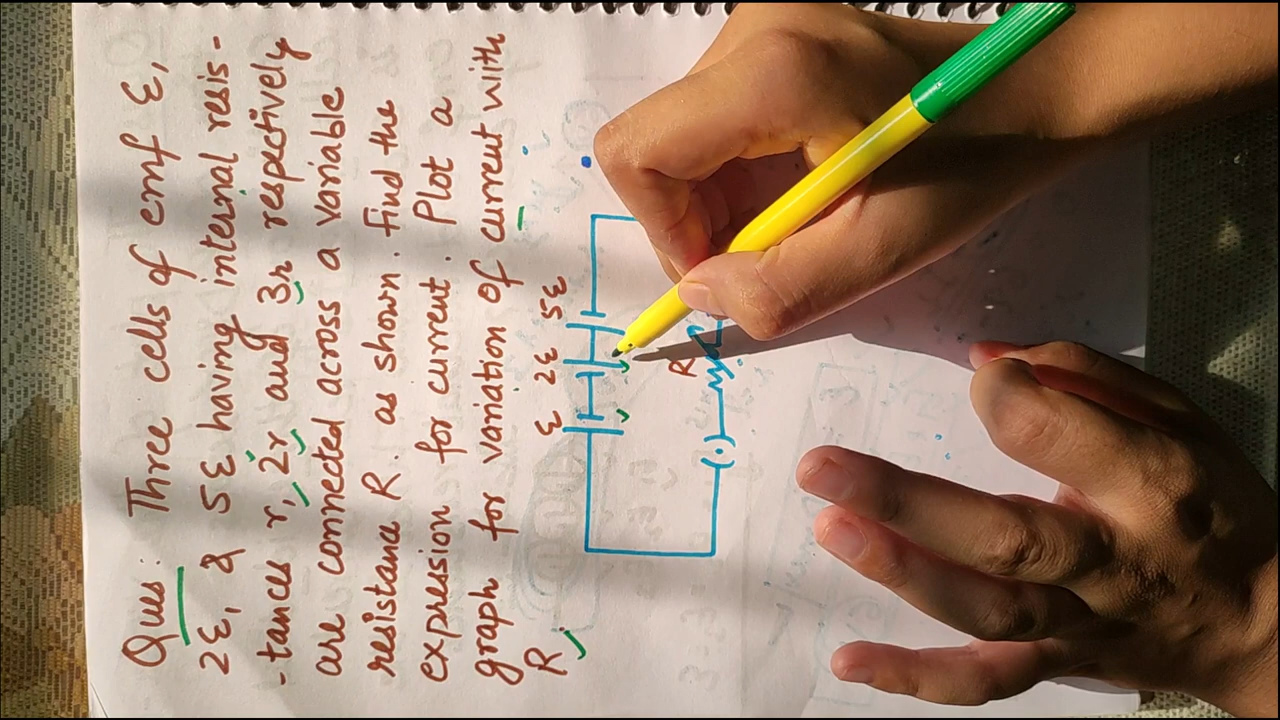 Ques: Three cells of emf ε,
2ε, & 5ε having internal resis-
-tances r, 2r and 3r respectively
are connected across a variable
resistance R. as shown. find the
expression for current. Plot a
graph for variation of current with
R
ε 2ε 5ε
R
(·)